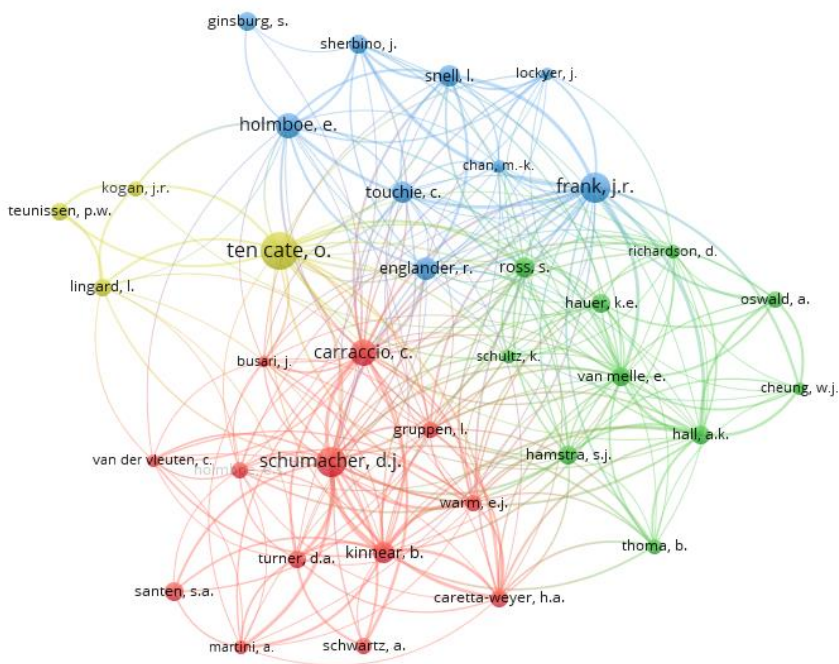 ginsburg, s.
sherbino, j.
snell, l.
lockyer, j.
holmboe, e.
chan, m.-k.
kogan, j.r.
touchie, c.
frank, j.r.
teunissen, p.w.
ten cate, o.
richardson, d.
englander, r.
ross, s.
lingard, l.
hauer, k.e.
oswald, a.
busari, j.
carraccio, c.
schultz, k.
van melle, e.
cheung, w.j.
gruppen, l.
hall, a.k.
van der vleuten, c.
schumacher, d.j.
hamstra, s.j.
warm, e.j.
turner, d.a.
kinnear, b.
thoma, b.
santen, s.a.
caretta-weyer, h.a.
martini, a.
schwartz, a.